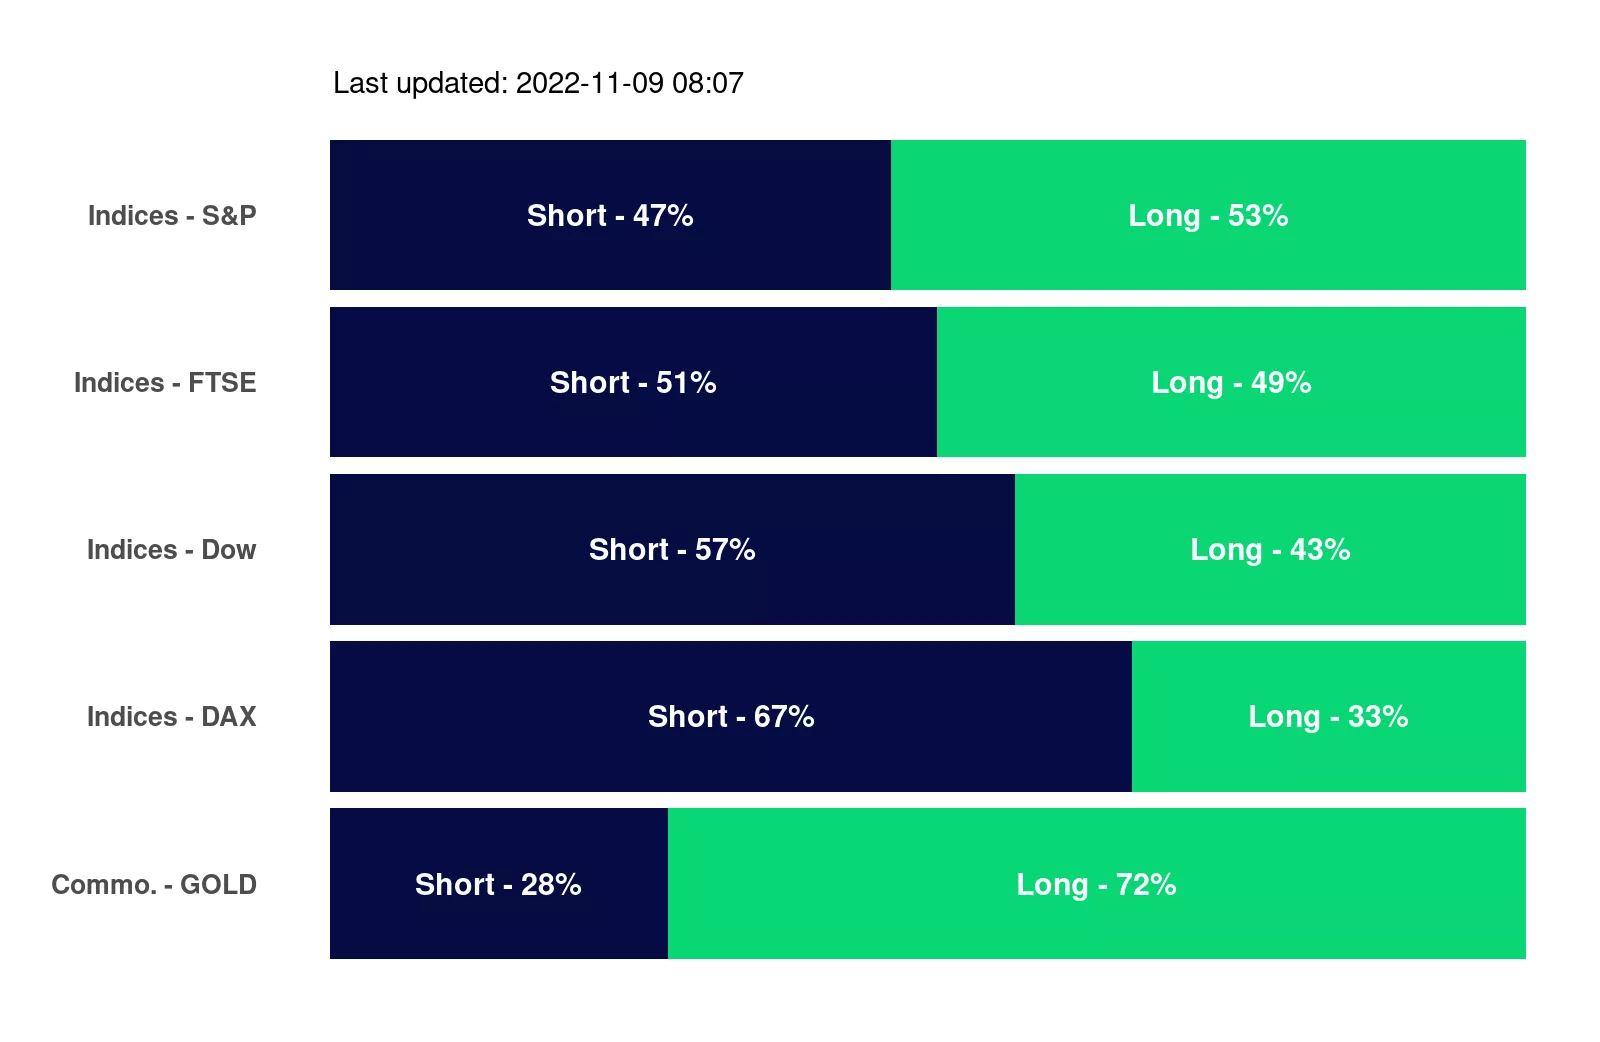 Last updated: 2022-11-09 08:07
Indices - S&P Short - 47% Long - 53%
Indices - FTSE Short - 51% Long - 49%
Indices - Dow Short - 57% Long - 43%
Indices - DAX Short - 67% Long - 33%
Commo. - GOLD Short - 28% Long - 72%